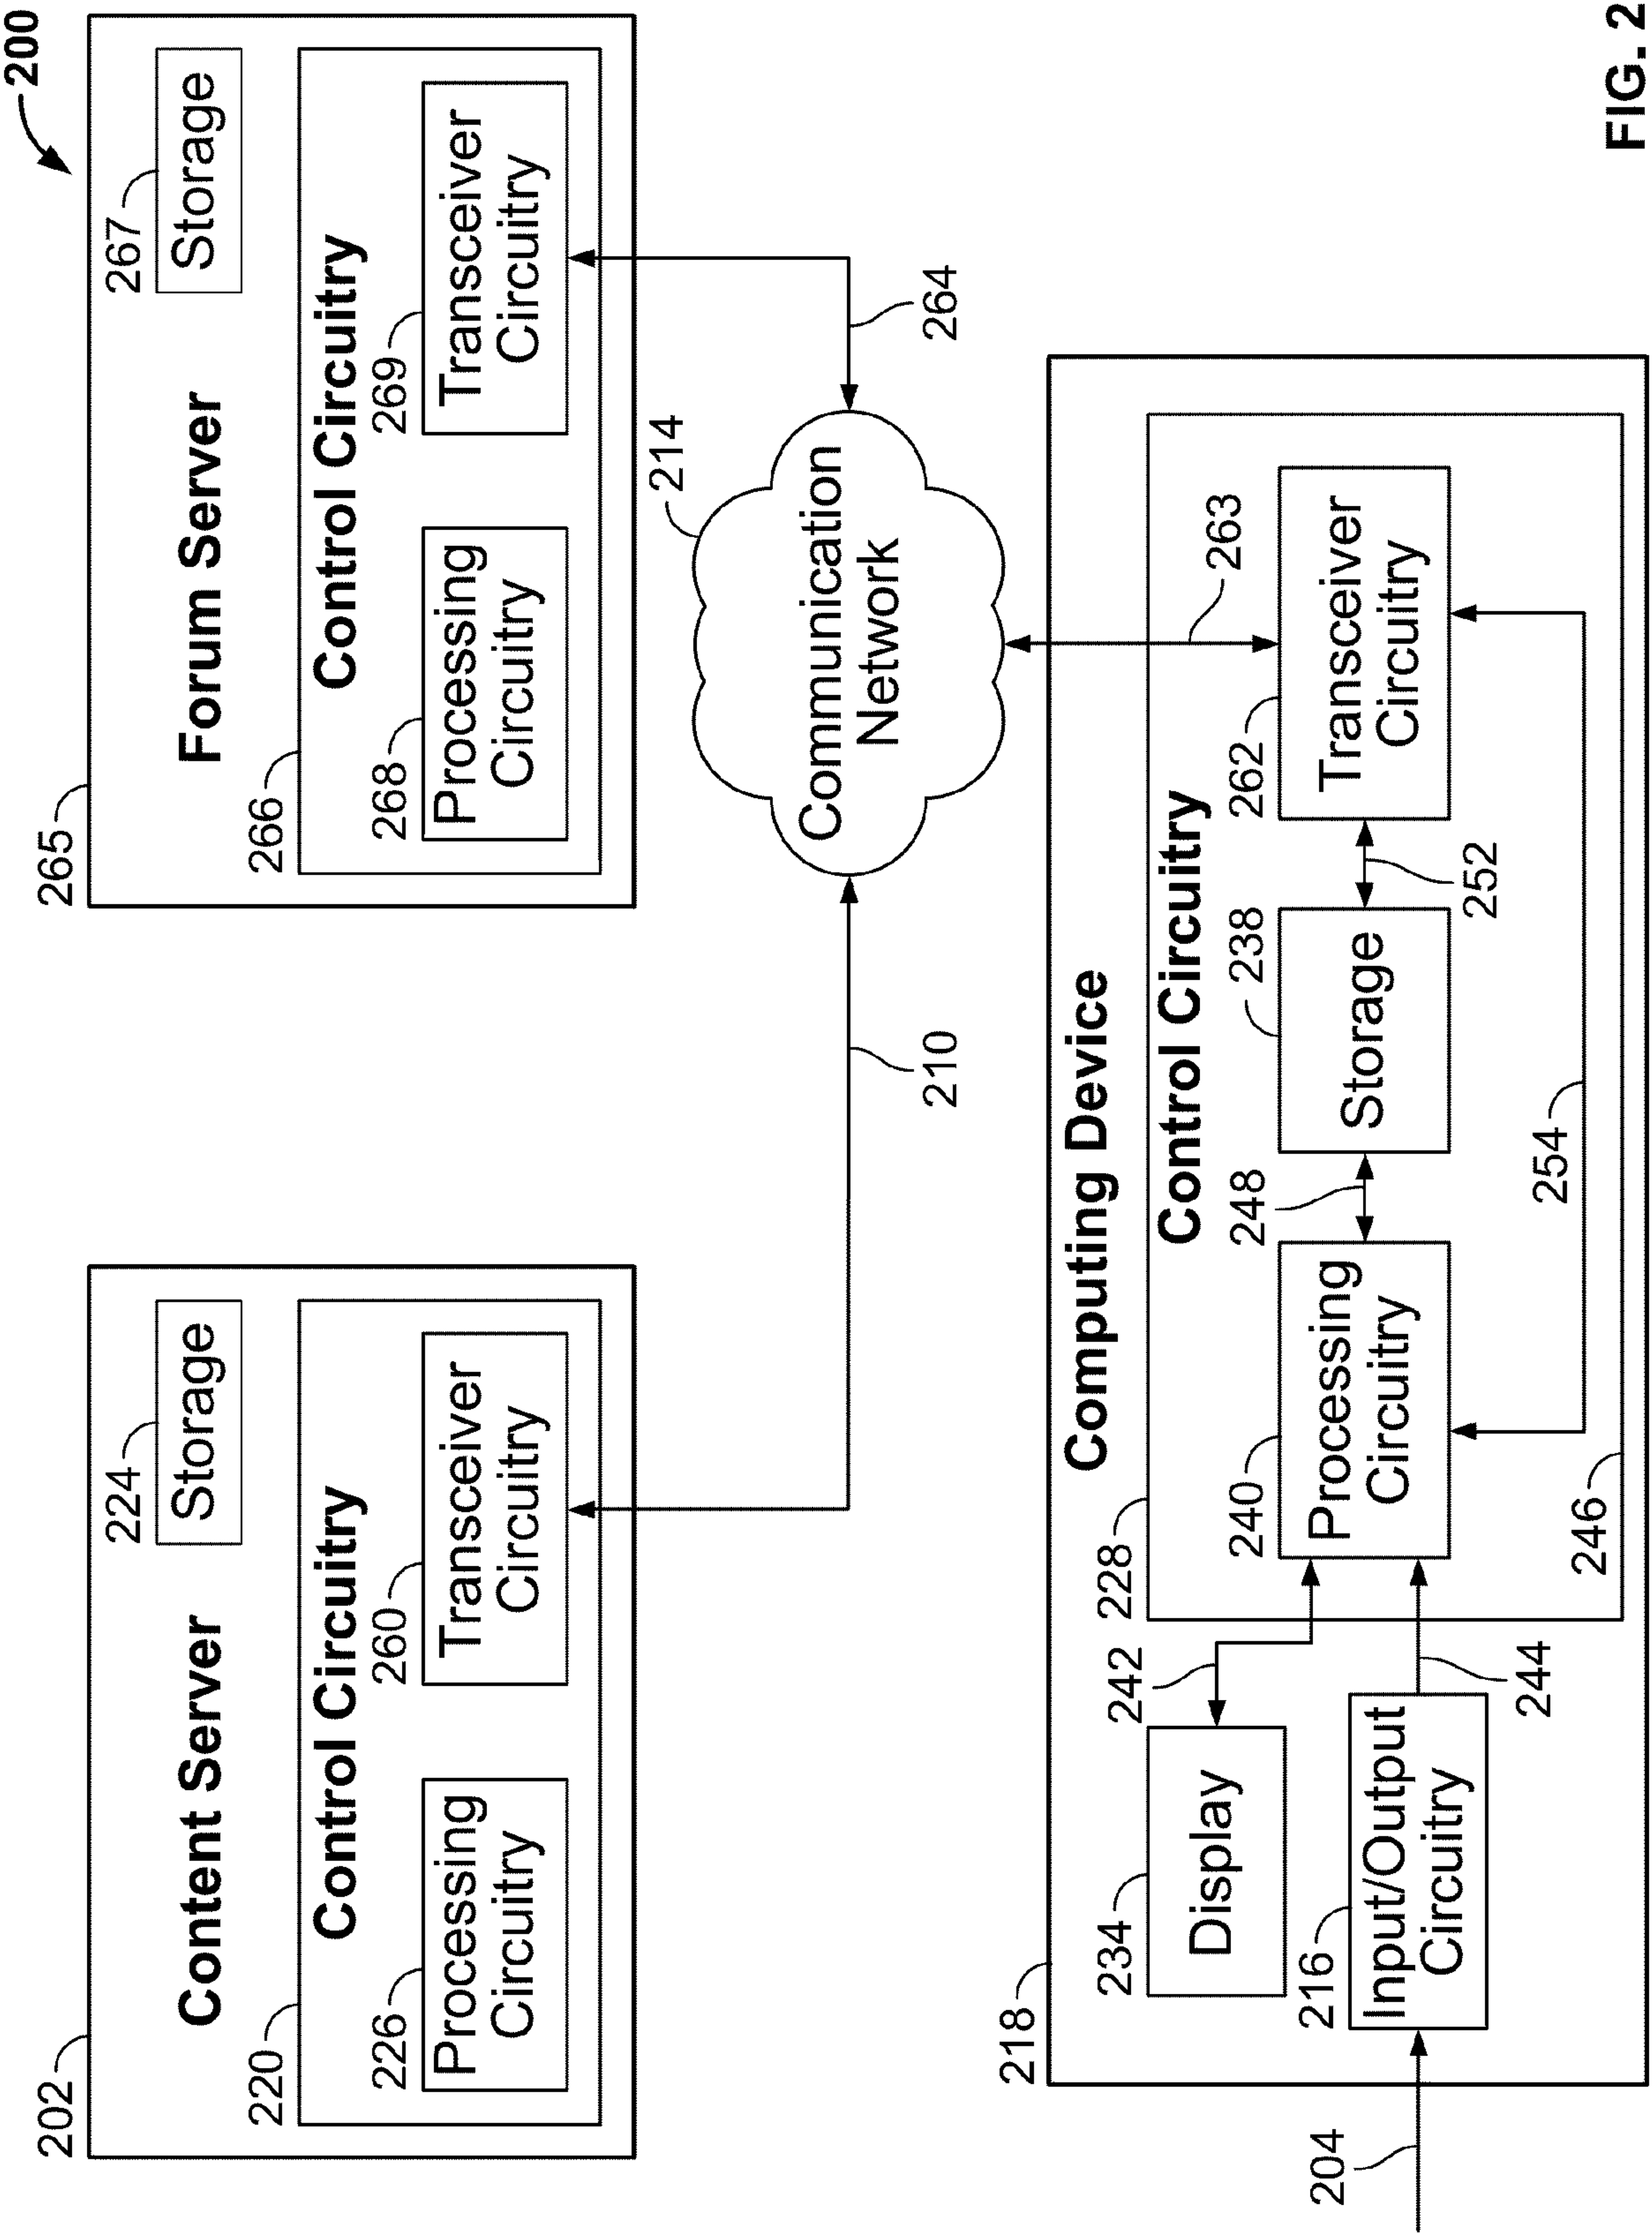 200
202
Content Server
224
Storage
220
Control Circuitry
226
Processing
Circuitry
260
Transceiver
Circuitry
265
Forum Server
267
Storage
266
Control Circuitry
268
Processing
Circuitry
269
Transceiver
Circuitry
214
Communication
Network
210
264
218
Computing Device
234
Display
242
228
Control Circuitry
240
Processing
Circuitry
248
238
Storage
252
262
Transceiver
Circuitry
263
204
216
Input/Output
Circuitry
244
246
254
FIG. 2